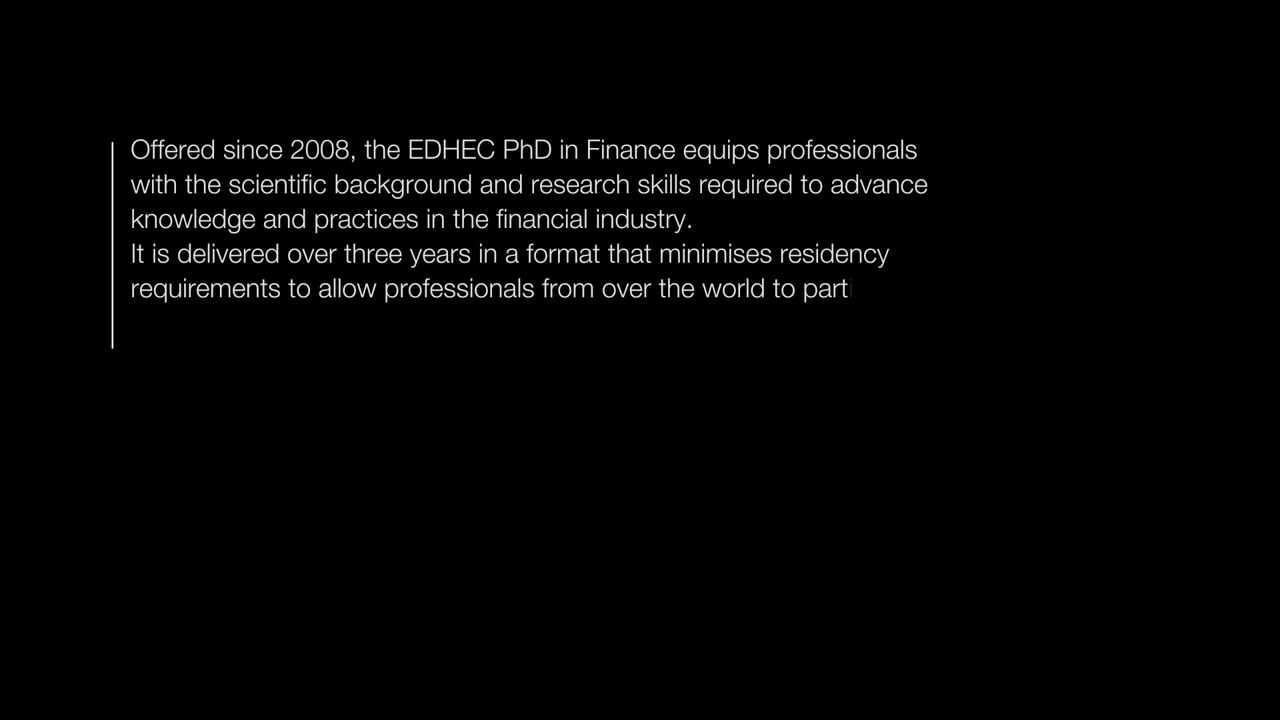 Offered since 2008, the EDHEC PhD in Finance equips professionals
with the scientific background and research skills required to advance
knowledge and practices in the financial industry.
It is delivered over three years in a format that minimises residency
requirements to allow professionals from over the world to parti